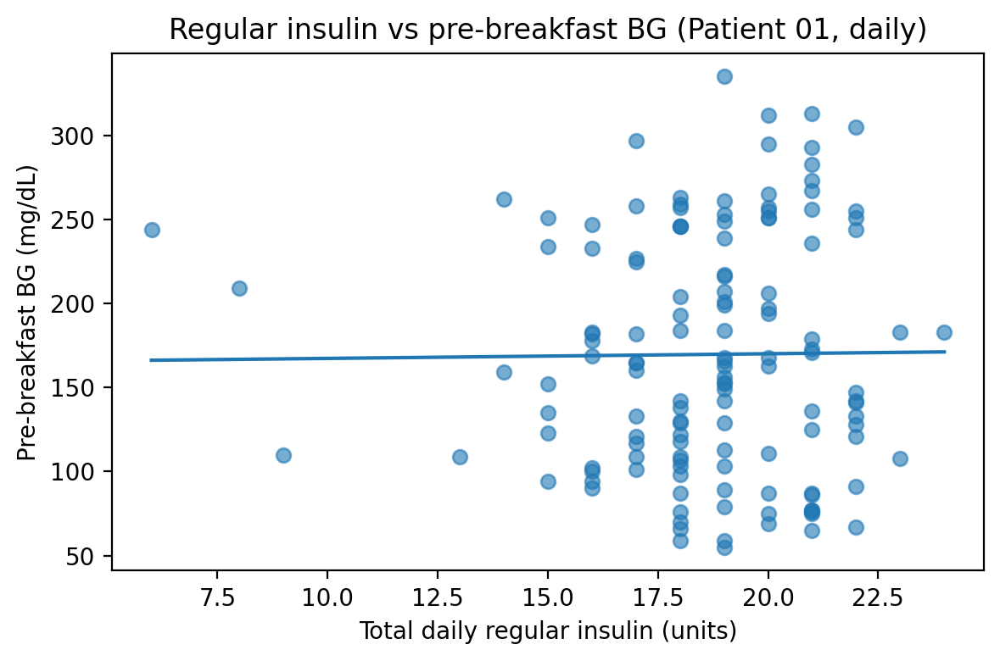 Regular insulin vs pre-breakfast BG (Patient 01, daily)
Pre-breakfast BG (mg/dL)
300
250
200
150
100
50
7.5 10.0 12.5 15.0 17.5 20.0 22.5
Total daily regular insulin (units)